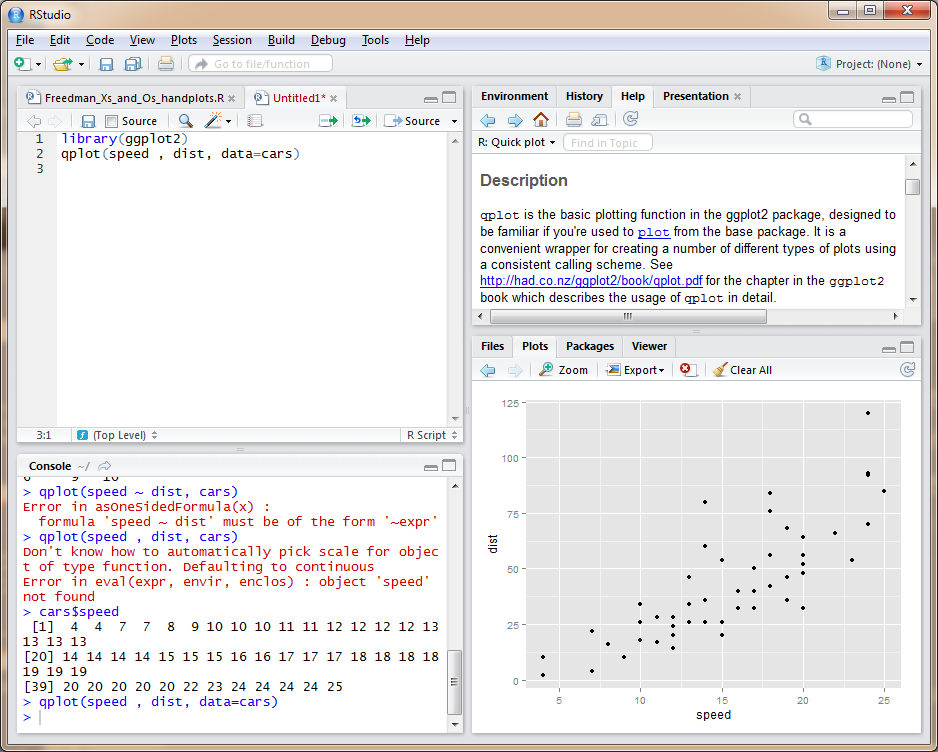 RStudio
File Edit Code View Plots Session Build Debug Tools Help
Go to file/function
Project: (None)
Freedman_Xs_and_Os_handplots.R
Untitled1*
Source
Source
1 library(ggplot2)
2 qplot(speed , dist, data=cars)
3
3:1
(Top Level)
R Script
Console ~/
> qplot(speed ~ dist, cars)
Error in asOneSidedFormula(x) :
formula 'speed ~ dist' must be of the form '~expr'
> qplot(speed , dist, cars)
Don't know how to automatically pick scale for objec
t of type function. Defaulting to continuous
Error in eval(expr, envir, enclos) : object 'speed'
not found
> cars$speed
[1] 4 4 7 7 8 9 10 10 10 11 11 12 12 12 12 13
13 13 13
[20] 14 14 14 14 15 15 15 16 16 17 17 17 18 18 18 18
19 19 19
[39] 20 20 20 20 20 22 23 24 24 24 24 25
> qplot(speed , dist, data=cars)
>
Environment History Help Presentation
R: Quick plot
Find in Topic
Description
qplot is the basic plotting function in the ggplot2 package, designed to
be familiar if you're used to plot from the base package. It is a
convenient wrapper for creating a number of different types of plots using
a consistent calling scheme. See
http://had.co.nz/ggplot2/book/qplot.pdf for the chapter in the ggplot2
book which describes the usage of qplot in detail.
Files Plots Packages Viewer
Zoom Export Clear All
125
100
75
50
25
0
dist
5 10 15 20 25
speed